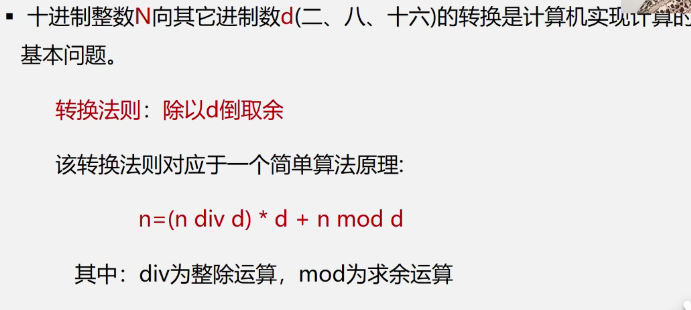 ▪ 十进制整数N向其它进制数d(二、八、十六)的转换是计算机实现计算的
基本问题。
转换法则：除以d倒取余
该转换法则对应于一个简单算法原理:
n=(n div d) * d + n mod d
其中：div为整除运算，mod为求余运算